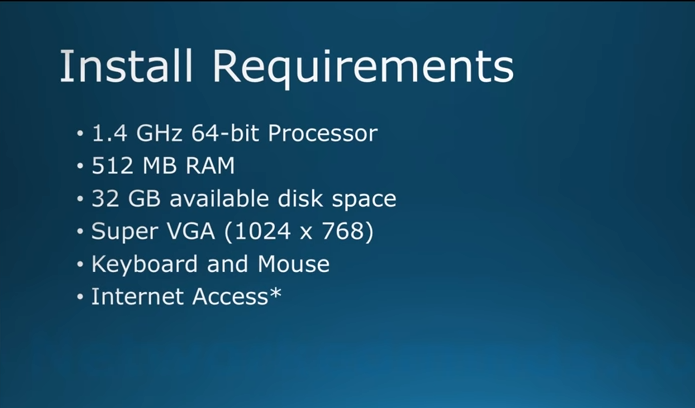 Install Requirements
• 1.4 GHz 64-bit Processor
• 512 MB RAM
• 32 GB available disk space
• Super VGA (1024 x 768)
• Keyboard and Mouse
• Internet Access*